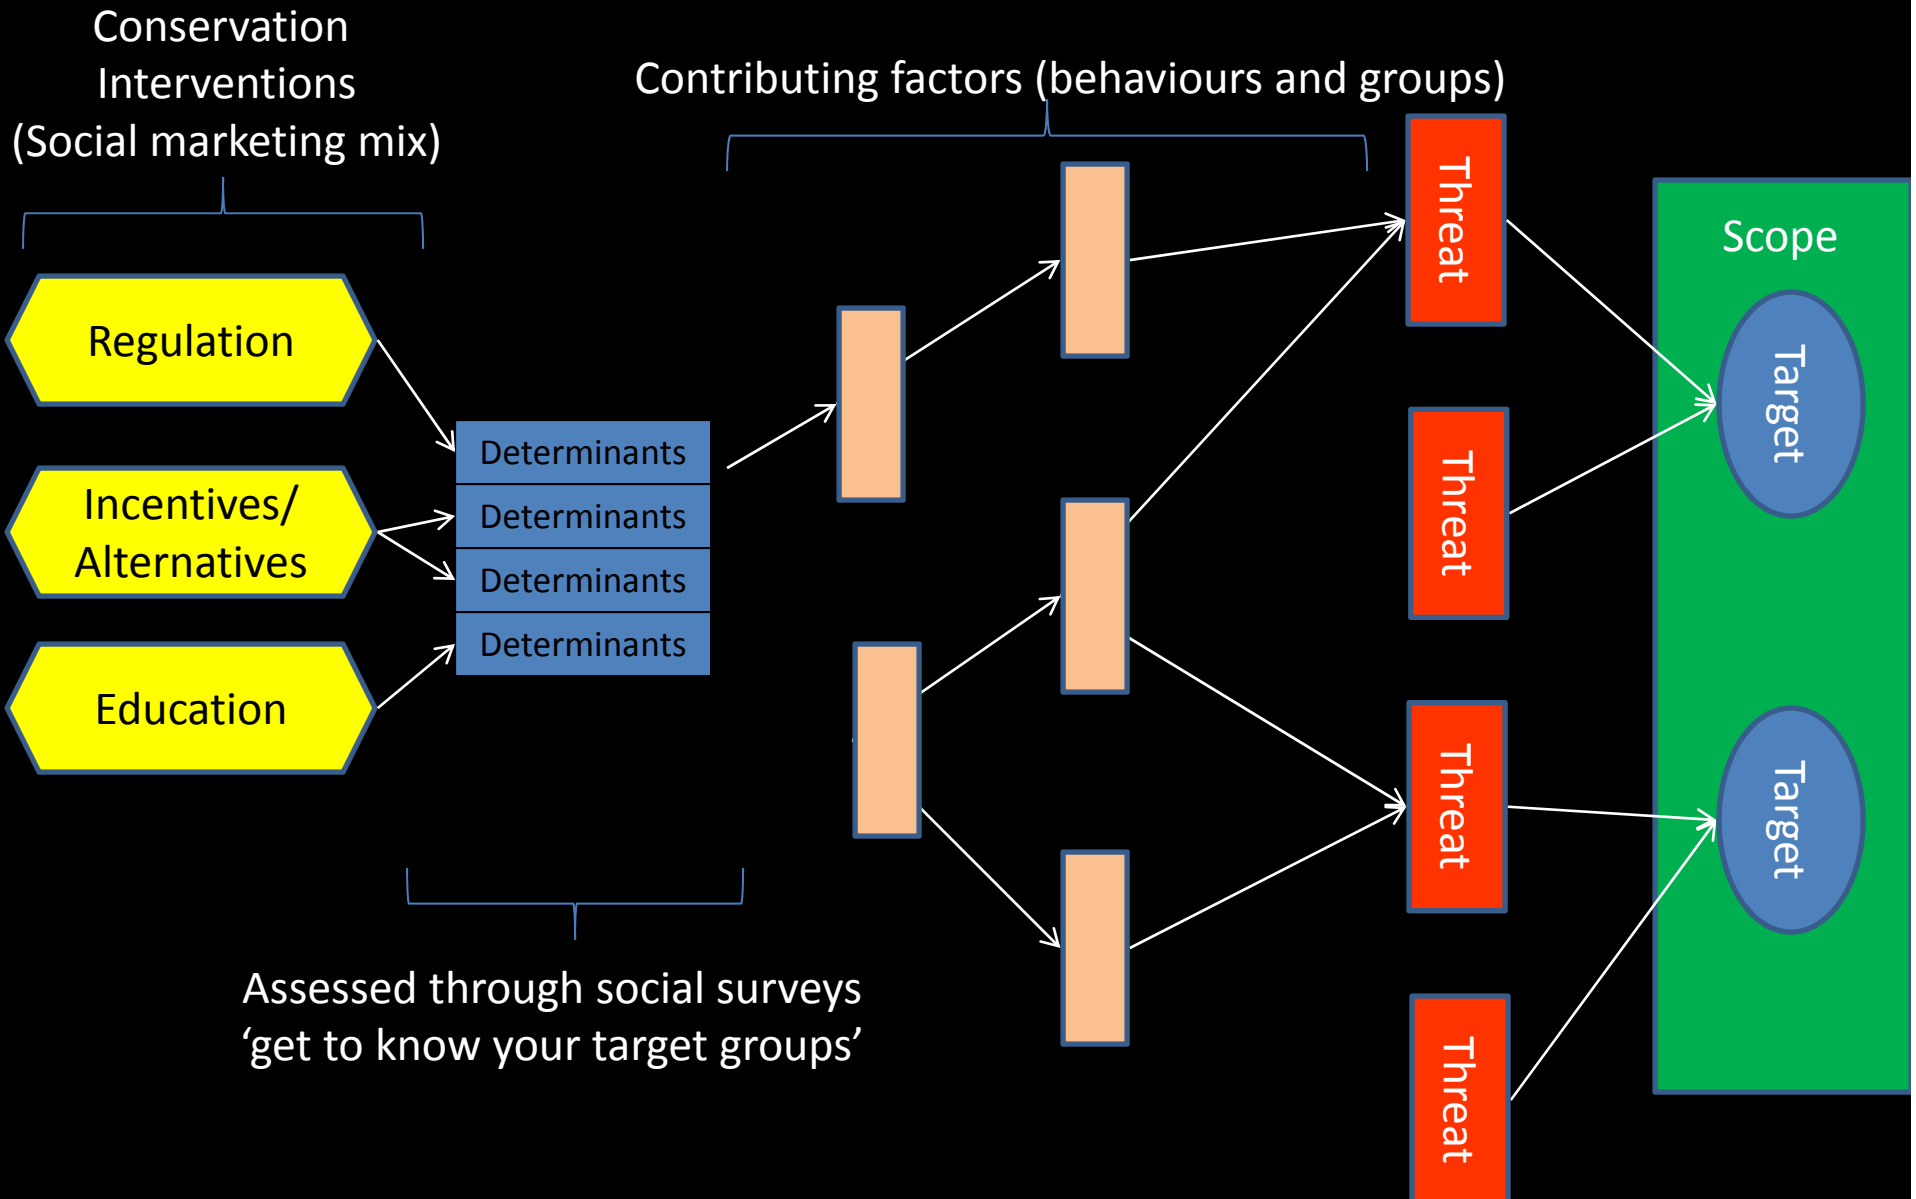 Conservation
Interventions
(Social marketing mix)
Contributing factors (behaviours and groups)
Regulation
Incentives/
Alternatives
Education
Determinants
Determinants
Determinants
Determinants
Assessed through social surveys
‘get to know your target groups’
Threat
Threat
Threat
Threat
Scope
Target
Target